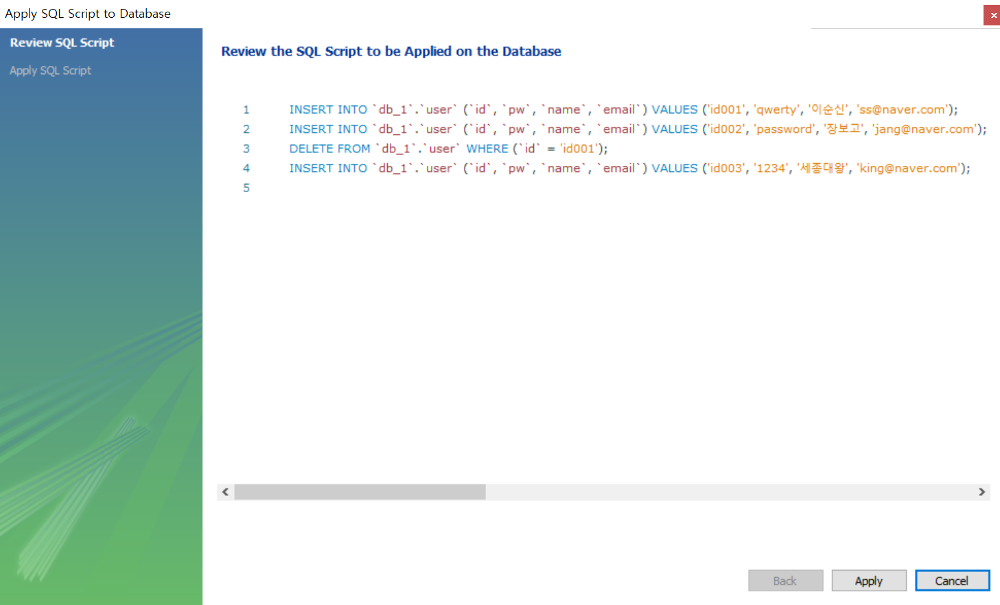 Apply SQL Script to Database
Review SQL Script
Apply SQL Script
Review the SQL Script to be Applied on the Database
1 INSERT INTO `db_1`.`user` (`id`, `pw`, `name`, `email`) VALUES ('id001', 'qwerty', '이순신', 'ss@naver.com');
2 INSERT INTO `db_1`.`user` (`id`, `pw`, `name`, `email`) VALUES ('id002', 'password', '장보고', 'jang@naver.com');
3 DELETE FROM `db_1`.`user` WHERE (`id` = 'id001');
4 INSERT INTO `db_1`.`user` (`id`, `pw`, `name`, `email`) VALUES ('id003', '1234', '세종대왕', 'king@naver.com');
5
Back Apply Cancel